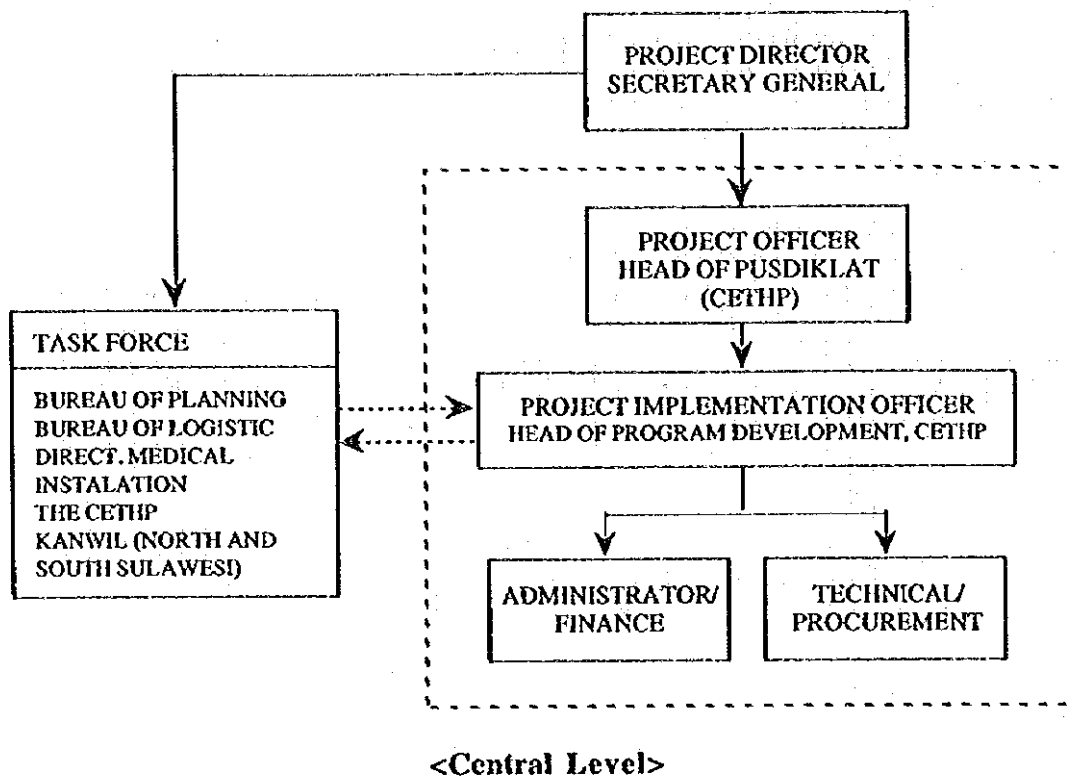 PROJECT DIRECTOR
SECRETARY GENERAL
PROJECT OFFICER
HEAD OF PUSDIKLAT
(CETHP)
TASK FORCE
BUREAU OF PLANNING
BUREAU OF LOGISTIC
DIRECT. MEDICAL
INSTALATION
THE CETHP
KANWIL (NORTH AND
SOUTH SULAWESI)
PROJECT IMPLEMENTATION OFFICER
HEAD OF PROGRAM DEVELOPMENT, CETHP
ADMINISTRATOR/
FINANCE
TECHNICAL/
PROCUREMENT
<Central Level>